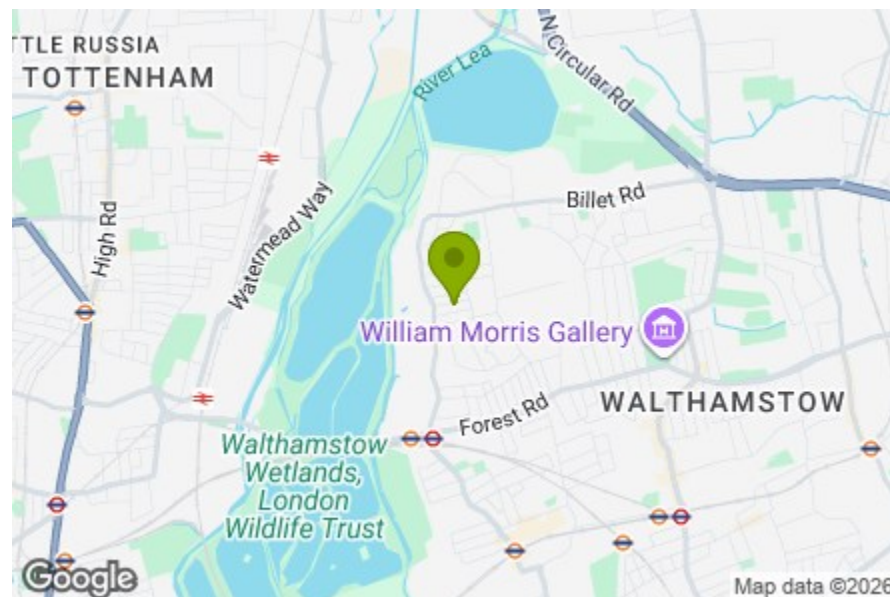 TTLE RUSSIA
TOTTENHAM
River Lea
N Circular Rd
Billet Rd
High Rd
Watermead Way
William Morris Gallery
Forest Rd
WALTHAMSTOW
Walthamstow
Wetlands,
London
Wildlife Trust
Google
Map data ©2026